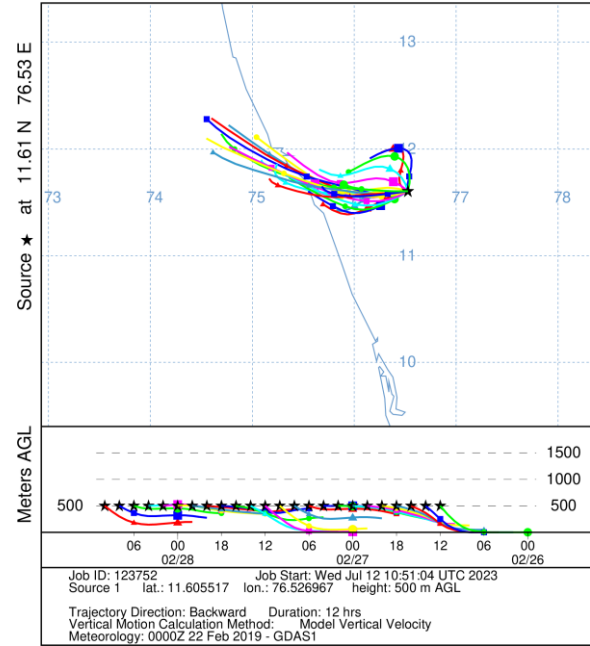 Source ★ at 11.61 N 76.53 E
13
12
73 74 75 76 77 78
11
10
Meters AGL
1500
1000
500 500
06 00 18 12 06 00 18 12 06 00
02/28 02/27 02/26
Job ID: 123752 Job Start: Wed Jul 12 10:51:04 UTC 2023
Source 1 lat.: 11.605517 lon.: 76.526967 height: 500 m AGL
Trajectory Direction: Backward Duration: 12 hrs
Vertical Motion Calculation Method: Model Vertical Velocity
Meteorology: 0000Z 22 Feb 2019 - GDAS1